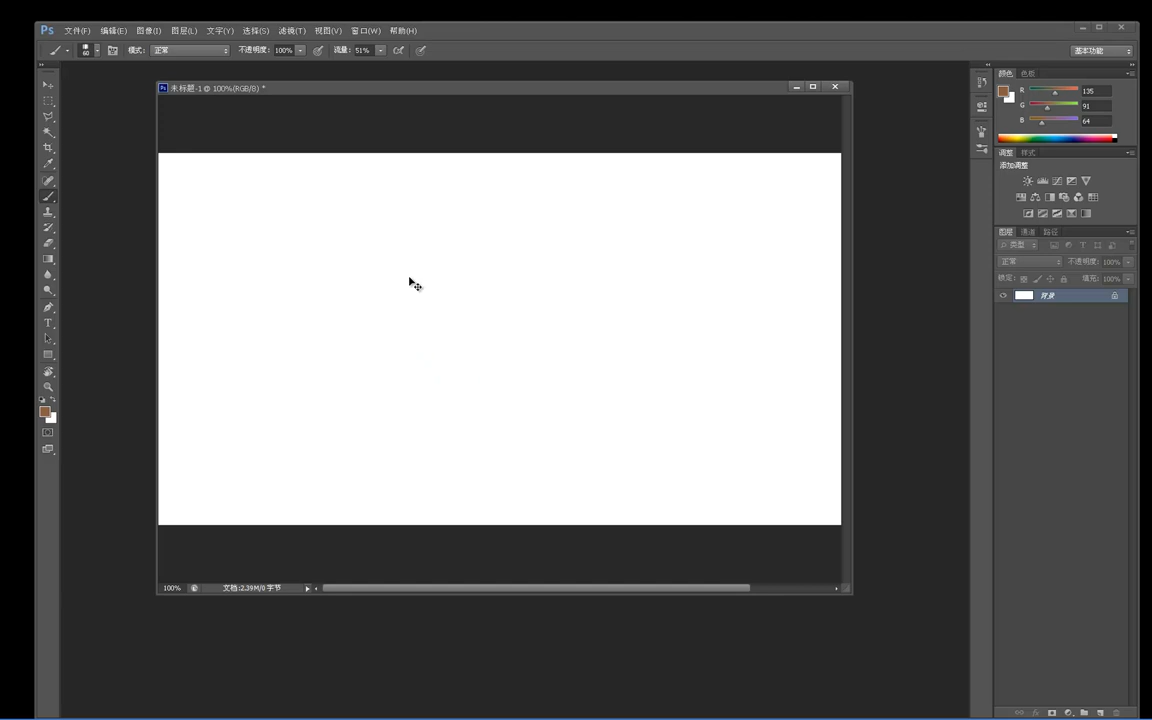 Ps 文件(F) 编辑(E) 图像(I) 图层(L) 文字(Y) 选择(S) 滤镜(T) 视图(V) 窗口(W) 帮助(H)
60 模式: 正常 不透明度: 100% 流量: 51% 基本功能
Ps 未标题-1 @ 100%(RGB/8) *
颜色 色板
R 135
G 91
B 64
调整 样式
添加调整
图层 通道 路径
类型
正常 不透明度: 100%
锁定: 填充: 100%
背景
100% 文档:2.39M/0 字节